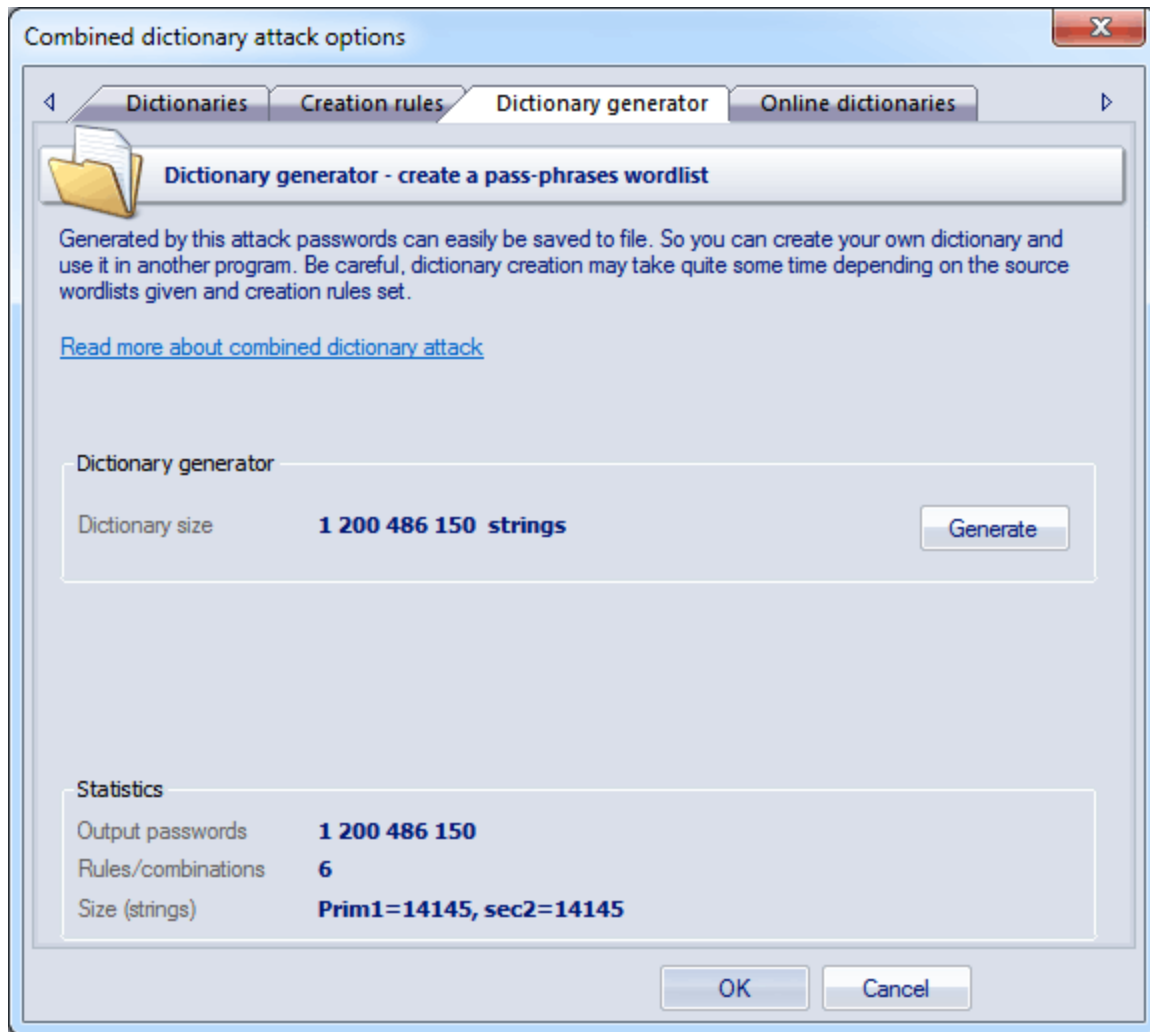 Combined dictionary attack options
Dictionaries Creation rules Dictionary generator Online dictionaries
Dictionary generator - create a pass-phrases wordlist
Generated by this attack passwords can easily be saved to file. So you can create your own dictionary and
use it in another program. Be careful, dictionary creation may take quite some time depending on the source
wordlists given and creation rules set.
Read more about combined dictionary attack
Dictionary generator
Dictionary size 1 200 486 150 strings Generate
Statistics
Output passwords 1 200 486 150
Rules/combinations 6
Size (strings) Prim1=14145, sec2=14145
OK Cancel